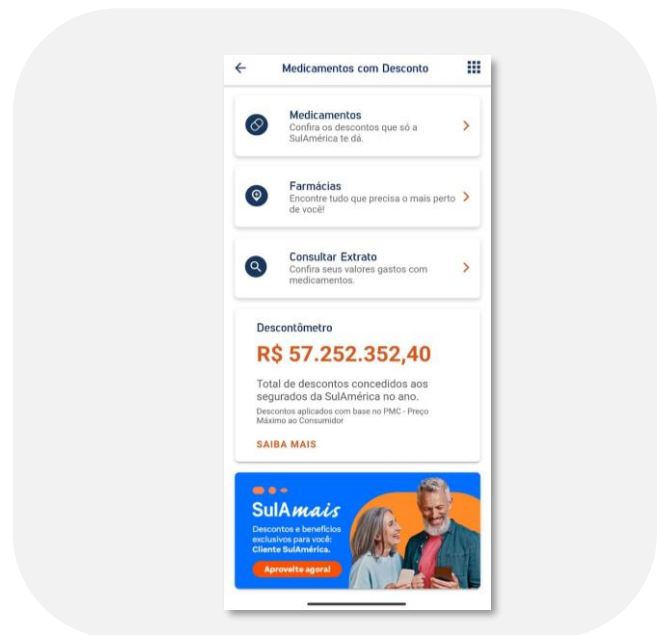 Medicamentos com Desconto
Medicamentos
Confira os descontos que só a
SulAmérica te dá.
Farmácias
Encontre tudo que precisa o mais perto
de você!
Consultar Extrato
Confira seus valores gastos com
medicamentos.
Descontômetro
R$ 57.252.352,40
Total de descontos concedidos aos
segurados da SulAmérica no ano.
Descontos aplicados com base no PMC - Preço
Máximo ao Consumidor
SAIBA MAIS
SulAmais
Descontos e benefícios
exclusivos para você:
Cliente SulAmérica.
Aproveite agora!